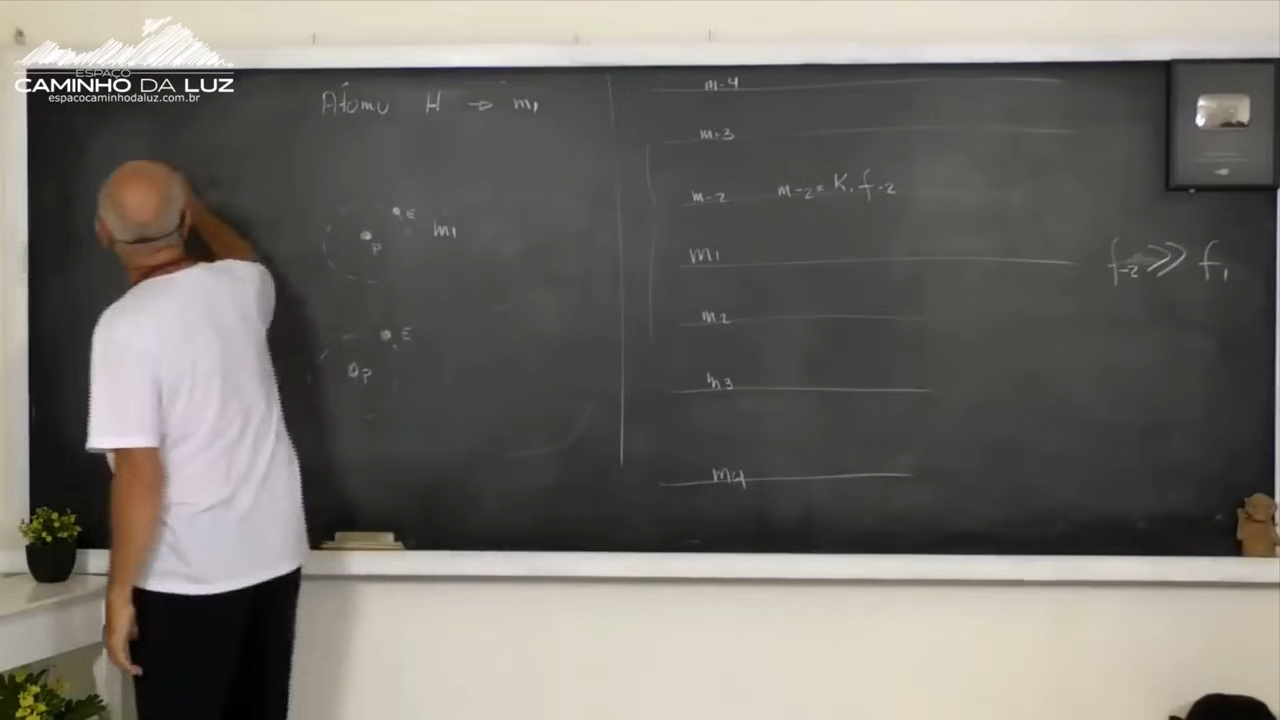 ESPAÇO
CAMINHO DA LUZ
espacocaminhodaluz.com.br
Átomo H → m1
E
P
m1
E
P
m-4
m-3
m-2 m-2 = K. f-2
m1
m2
m3
m4
f-2 >> f1